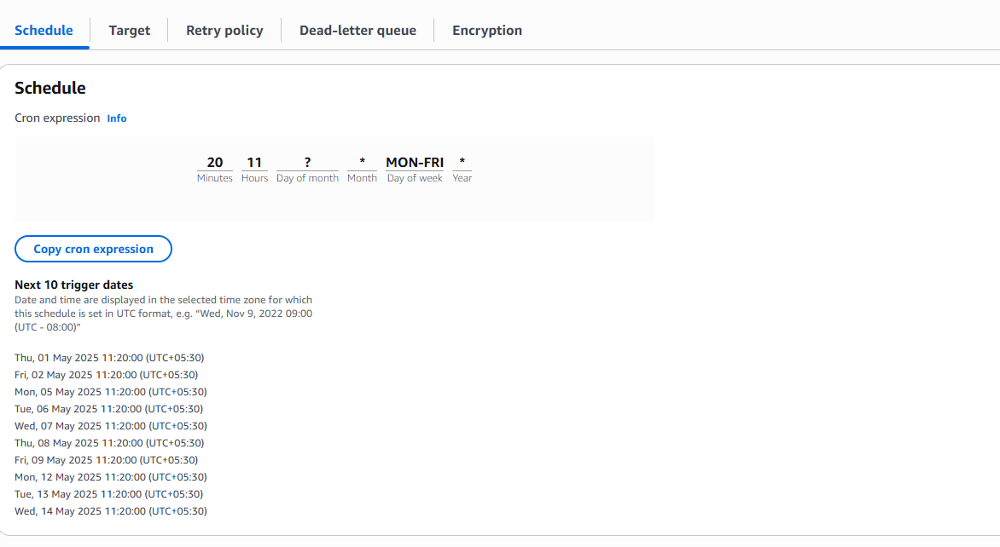 Schedule Target Retry policy Dead-letter queue Encryption
Schedule
Cron expression Info
20 11 ? * MON-FRI *
Minutes Hours Day of month Month Day of week Year
Copy cron expression
Next 10 trigger dates
Date and time are displayed in the selected time zone for which
this schedule is set in UTC format, e.g. “Wed, Nov 9, 2022 09:00
(UTC - 08:00)”
Thu, 01 May 2025 11:20:00 (UTC+05:30)
Fri, 02 May 2025 11:20:00 (UTC+05:30)
Mon, 05 May 2025 11:20:00 (UTC+05:30)
Tue, 06 May 2025 11:20:00 (UTC+05:30)
Wed, 07 May 2025 11:20:00 (UTC+05:30)
Thu, 08 May 2025 11:20:00 (UTC+05:30)
Fri, 09 May 2025 11:20:00 (UTC+05:30)
Mon, 12 May 2025 11:20:00 (UTC+05:30)
Tue, 13 May 2025 11:20:00 (UTC+05:30)
Wed, 14 May 2025 11:20:00 (UTC+05:30)